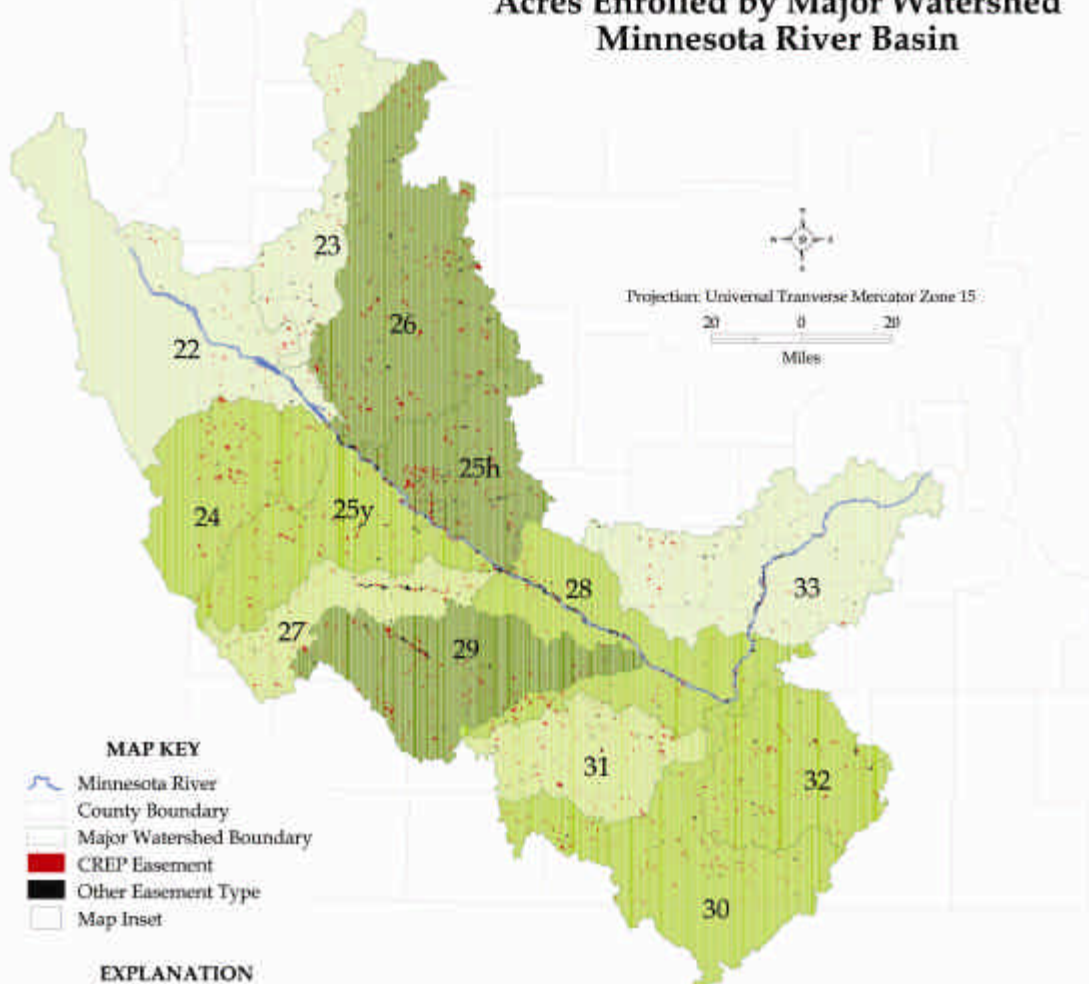 Acres Enrolled by Major Watershed
Minnesota River Basin
Projection: Universal Tranverse Mercator Zone 15
20 0 20
Miles
23
26
22
25h
24
25y
28
33
27
29
31
32
30
MAP KEY
Minnesota River
County Boundary
Major Watershed Boundary
CREP Easement
Other Easement Type
Map Inset
EXPLANATION